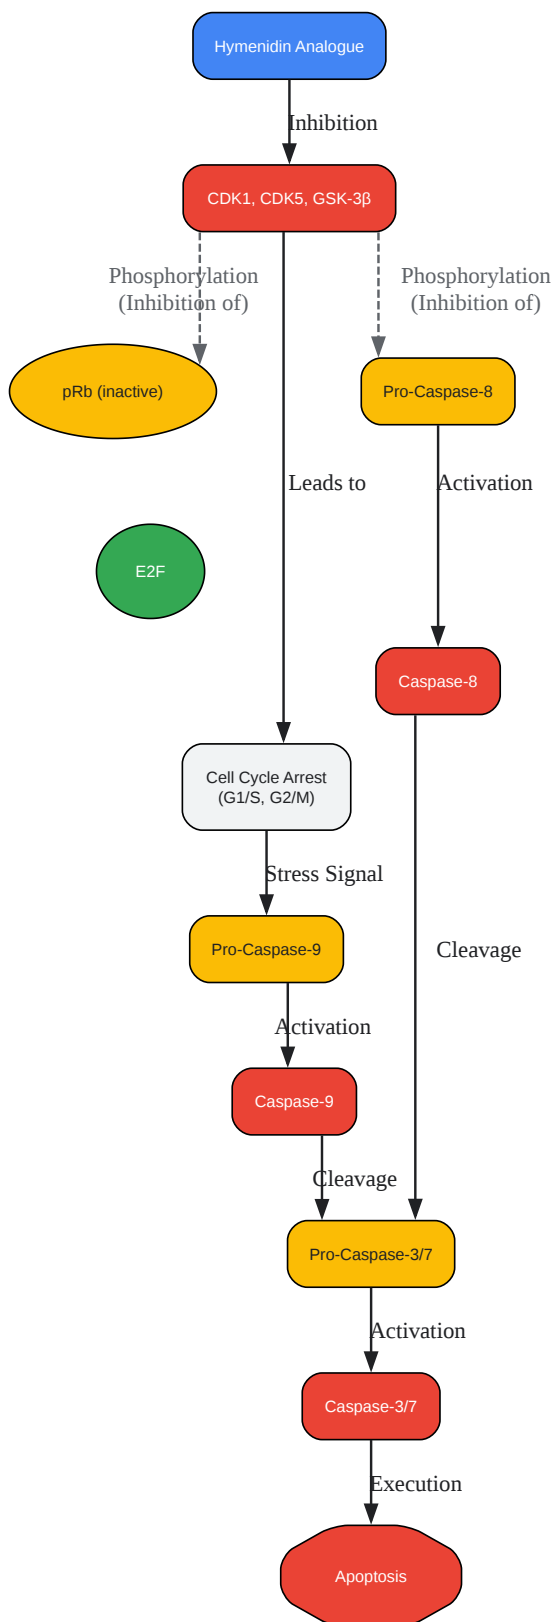 Hymenidin Analogue
Inhibition
CDK1, CDK5, GSK-3β
Phosphorylation
(Inhibition of)
Phosphorylation
(Inhibition of)
pRb (inactive)
Pro-Caspase-8
Leads to
Activation
E2F
Caspase-8
Cell Cycle Arrest
(G1/S, G2/M)
Stress Signal
Pro-Caspase-9
Cleavage
Activation
Caspase-9
Cleavage
Pro-Caspase-3/7
Activation
Caspase-3/7
Execution
Apoptosis